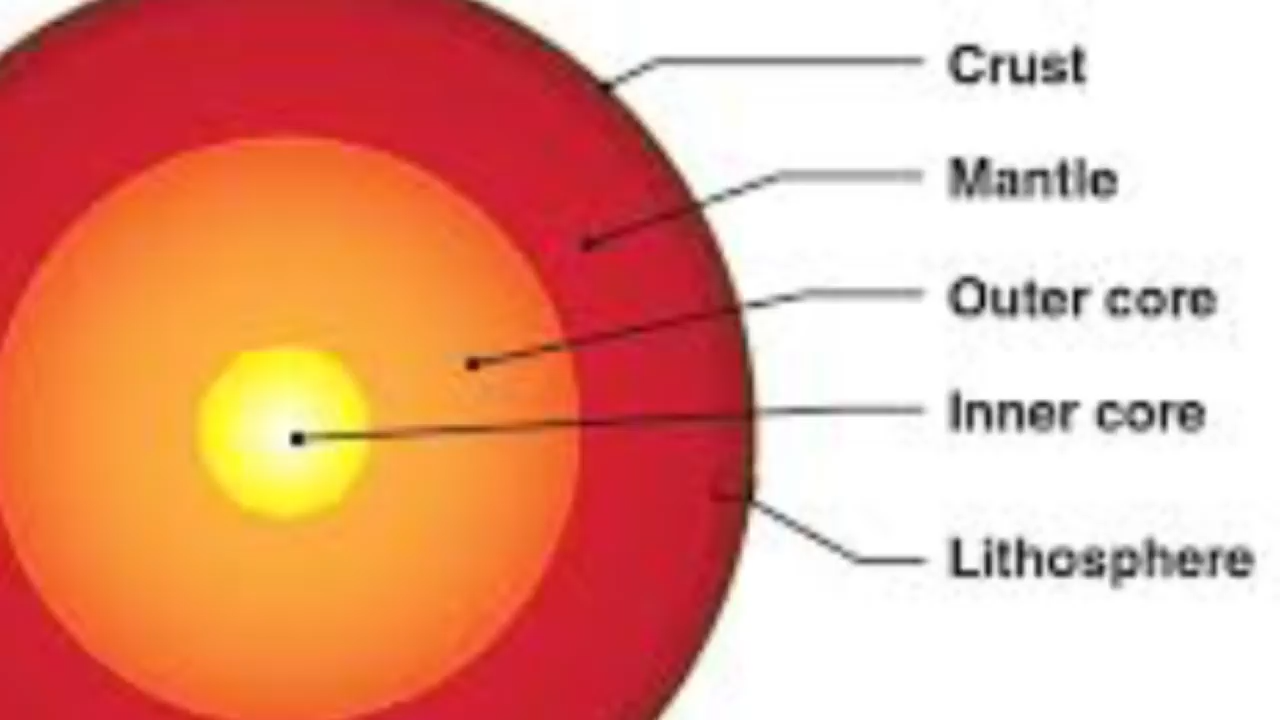 Crust
Mantle
Outer core
Inner core
Lithosphere